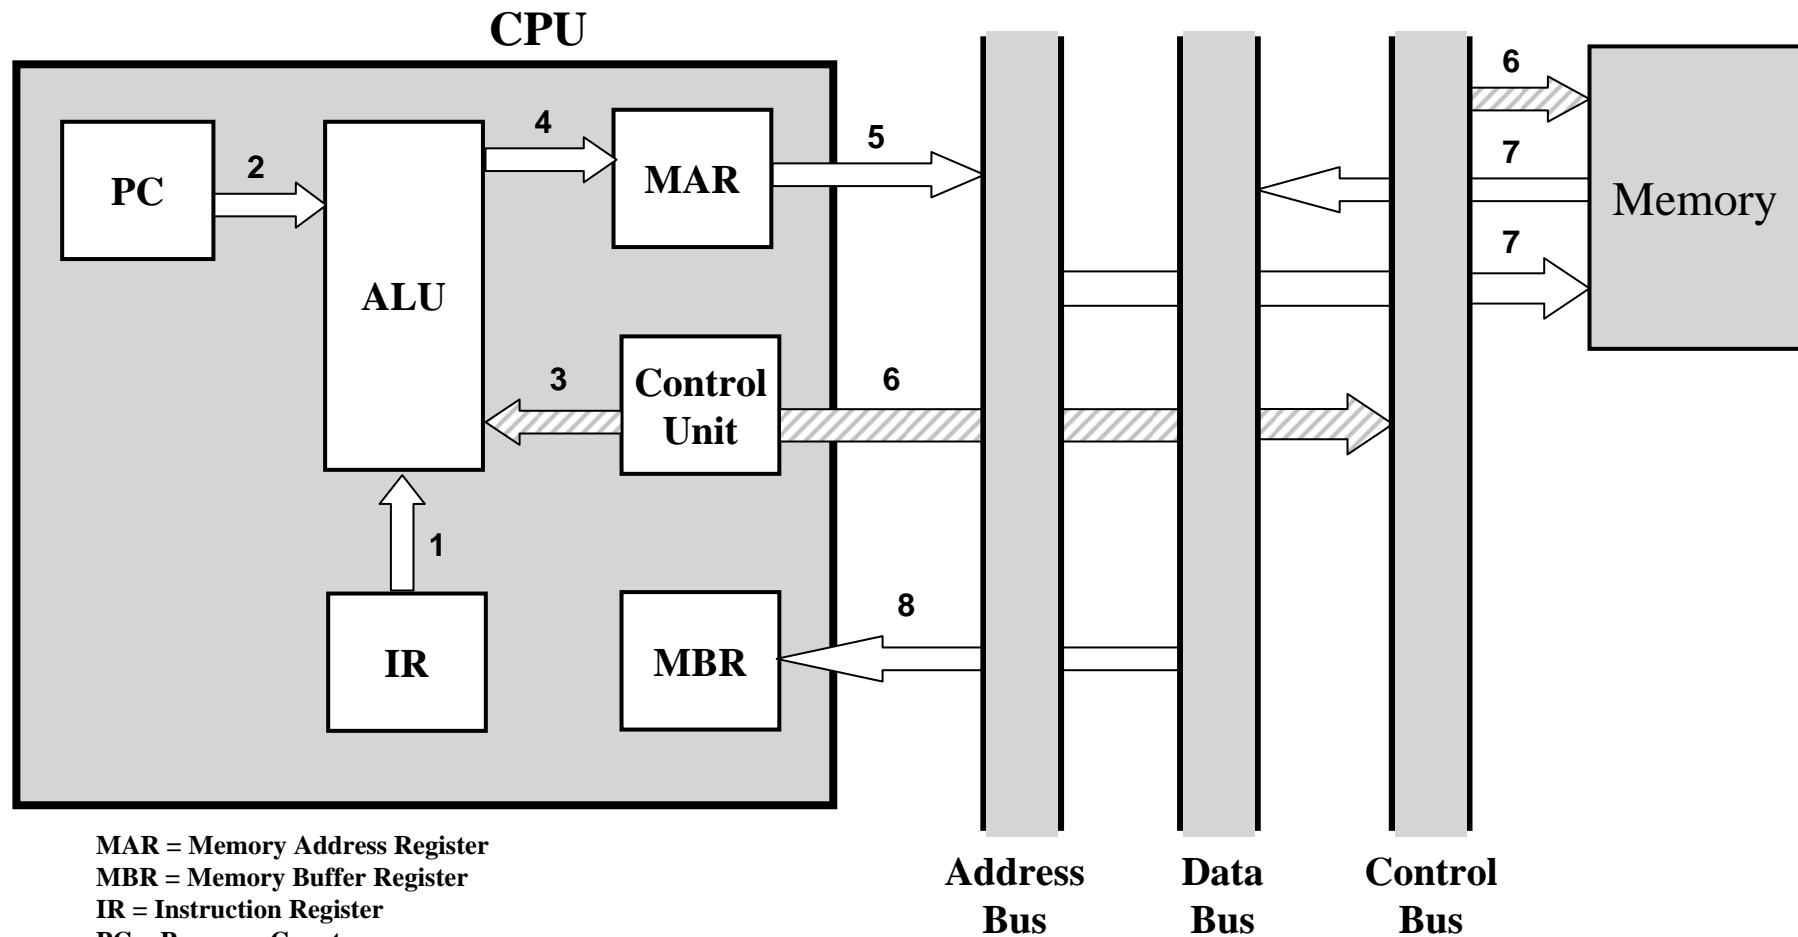 CPU
6
4
5
2
7
PC
MAR
Memory
7
ALU
3
Control
Unit
6
1
8
IR
MBR
MAR = Memory Address Register
MBR = Memory Buffer Register
IR = Instruction Register
Address
Bus
Data
Bus
Control
Bus